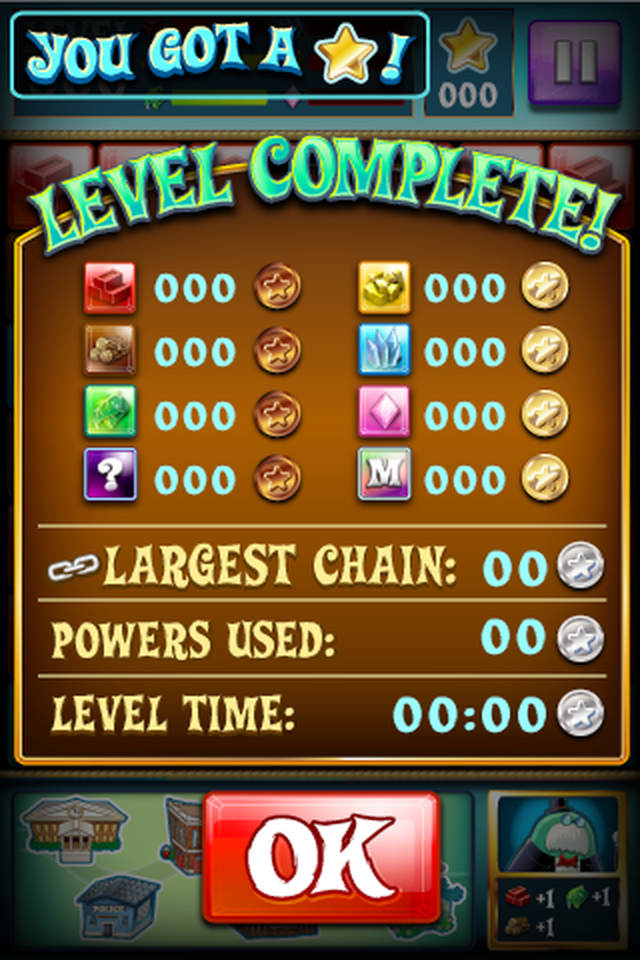 YOU GOT A !
000
LEVEL COMPLETE!
000 000
000 000
000 000
? 000 M 000
LARGEST CHAIN: 00
POWERS USED: 00
LEVEL TIME: 00:00
OK
POLICE
+1 +1
+1